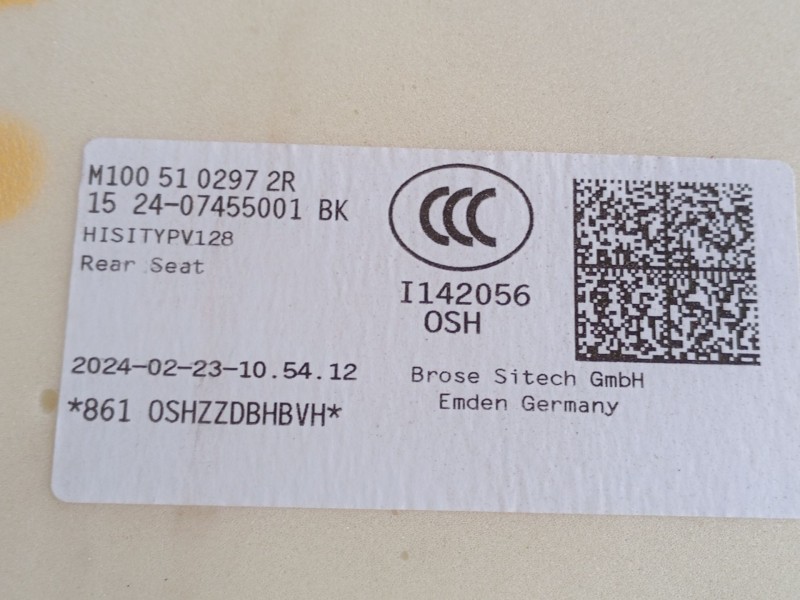 M100 51 0297 2R
15 24-07455001 BK
HISITYPV128
Rear Seat
CCC
I142056
OSH
2024-02-23-10.54.12
*861 OSHZZDBHBVH*
Brose Sitech GmbH
Emden Germany